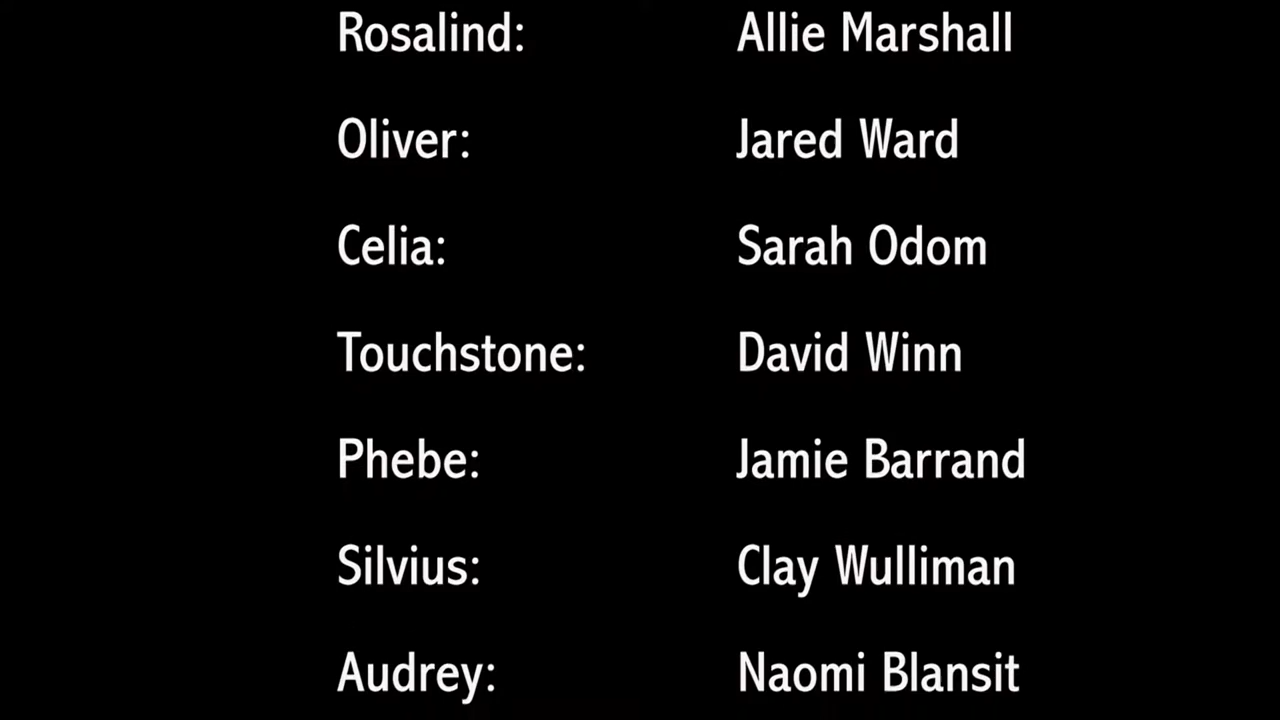 Rosalind: Allie Marshall
Oliver: Jared Ward
Celia: Sarah Odom
Touchstone: David Winn
Phebe: Jamie Barrand
Silvius: Clay Wulliman
Audrey: Naomi Blansit